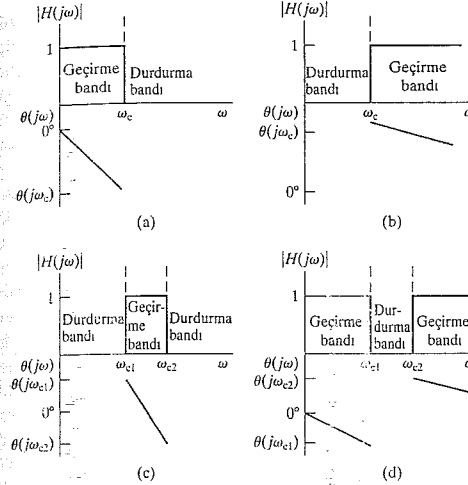 |H(jω)|
1
Geçirme
bandı
Durdurma
bandı
θ(jω)
ω_c
ω
0°
θ(jω_c)
(a)
|H(jω)|
1
Durdurma
bandı
Geçirme
bandı
θ(jω)
ω_c
θ(jω_c)
0°
(b)
|H(jω)|
1
Durdurma
bandı
Geçir-
me
bandı
Durdurma
bandı
θ(jω)
ω_c1
ω_c2
ω
θ(jω_c1)
0°
θ(jω_c2)
(c)
|H(jω)|
1
Geçirme
bandı
Dur-
durma
bandı
Geçirme
bandı
θ(jω)
ω_c1
ω_c2
θ(jω_c2)
0°
θ(jω_c1)
(d)